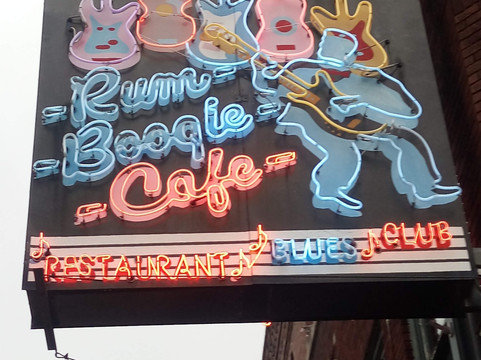 Rum
Boogie
Cafe
RESTAURANT BLUES CLUB